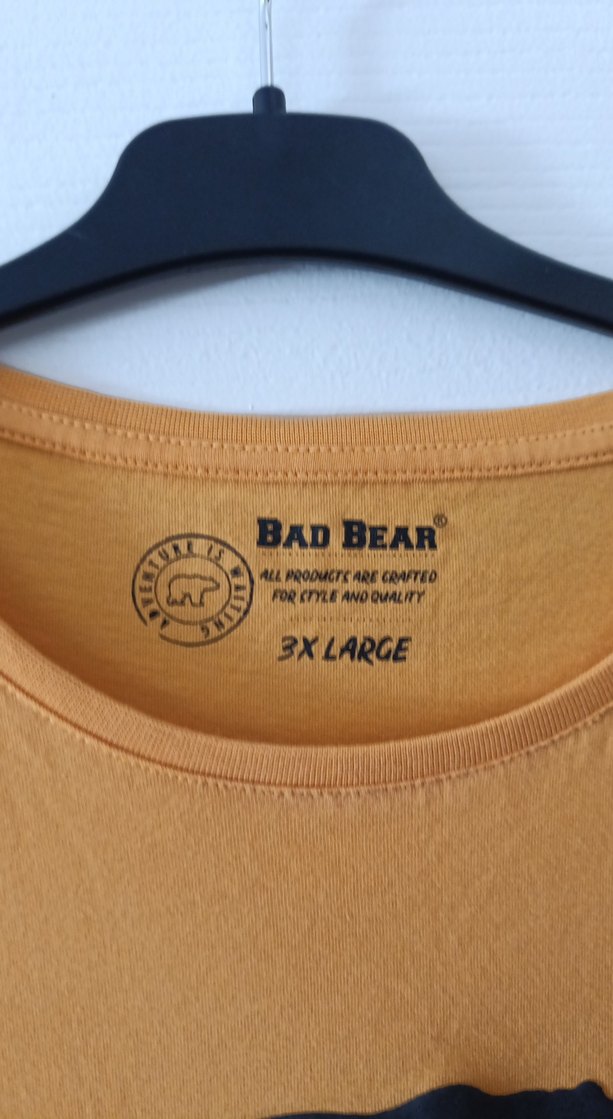 BAD BEAR®
ADVENTURE IS WAITING
ALL PRODUCTS ARE CRAFTED
FOR STYLE AND QUALITY
3X LARGE